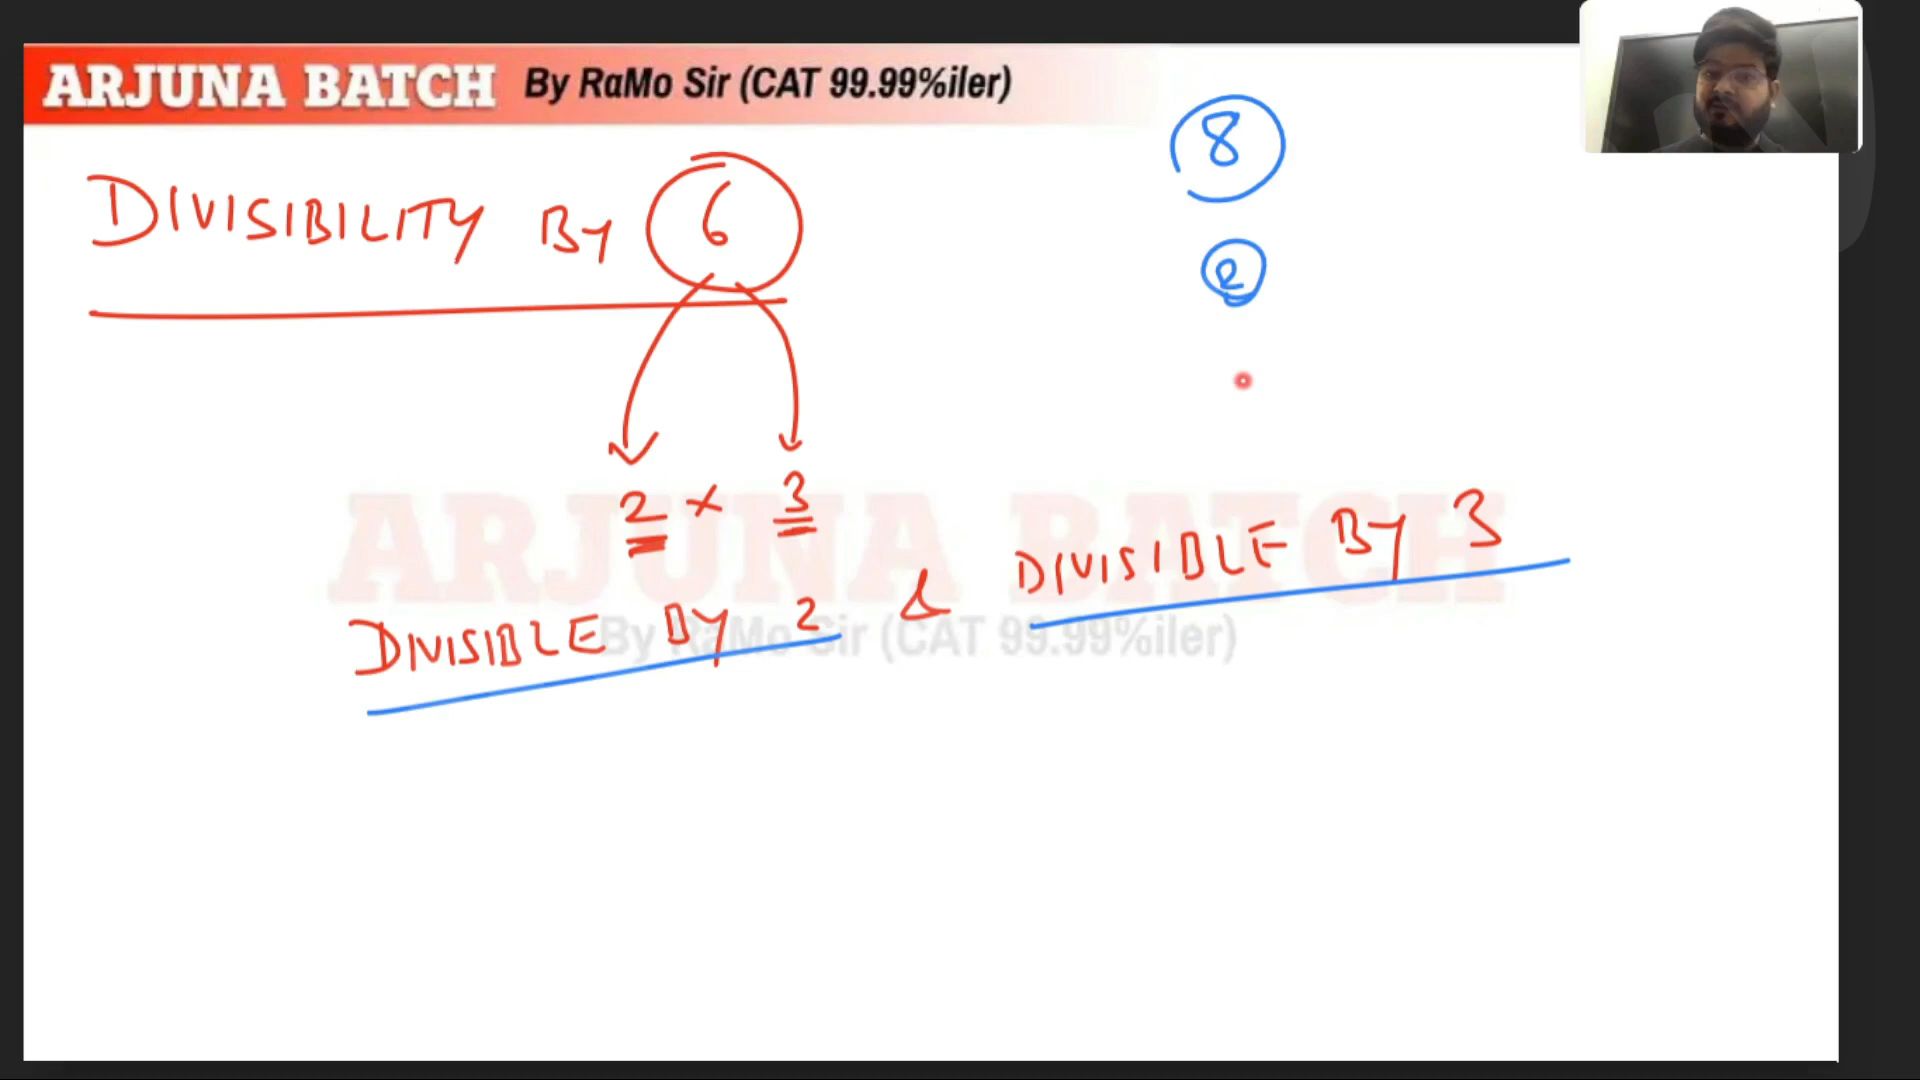 ARJUNA BATCH By RaMo Sir (CAT 99.99%iler)
8
DIVISIBILITY BY 6
2
2 x 3
ARJUNA BATCH
DIVISIBLE BY 2 & DIVISIBLE BY 3
By RaMo Sir (CAT 99.99%iler)